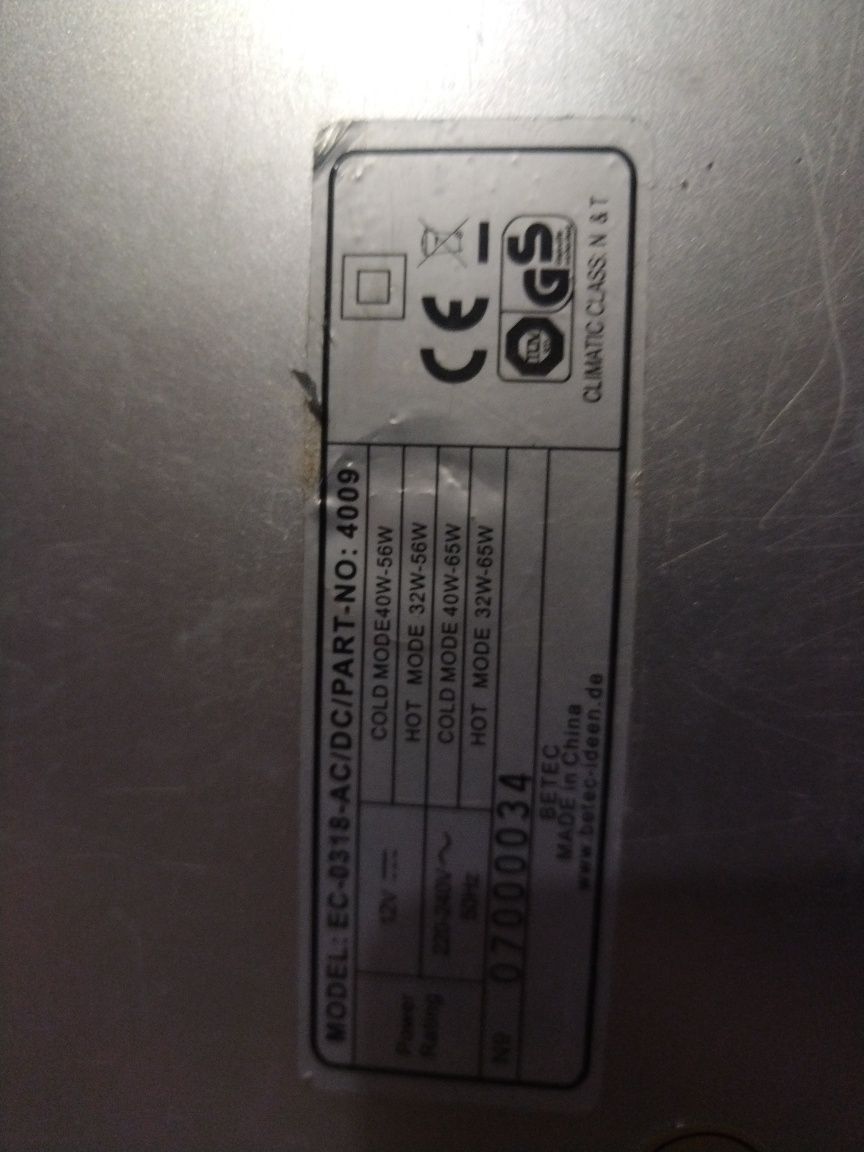 MODEL: EC-0318-AC/DC/PART-NO: 4009
Power
Rating
12V
COLD MODE40W-56W
HOT MODE 32W-56W
220-240V~
50Hz
COLD MODE 40W-65W
HOT MODE 32W-65W
Nº 07000034
BETEC
MADE in China
www.betec-ideen.de
CE
GS
CLIMATIC CLASS: N & T